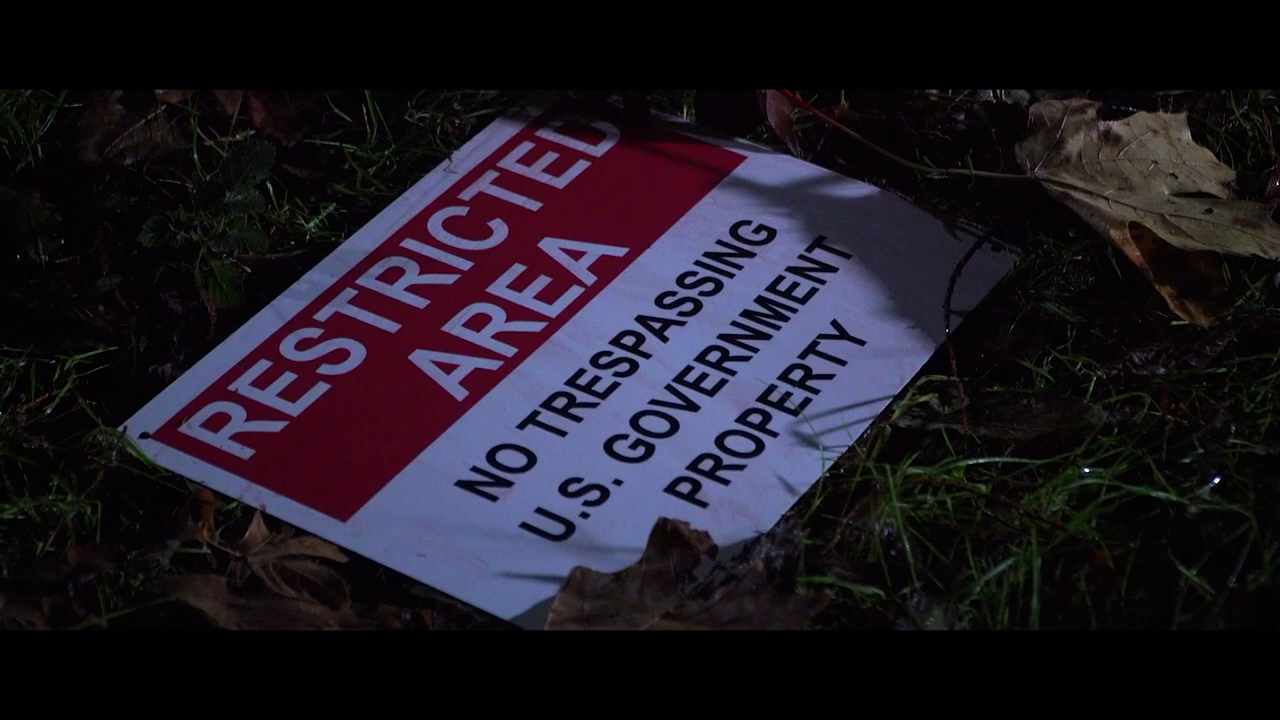 RESTRICTED
AREA
NO TRESPASSING
U.S. GOVERNMENT
PROPERTY